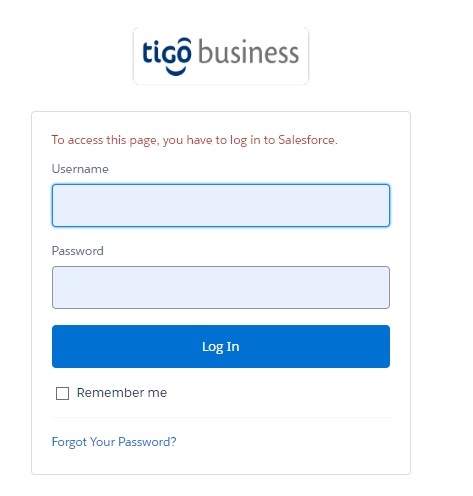 tigo business
To access this page, you have to log in to Salesforce.
Username
Password
Log In
Remember me
Forgot Your Password?